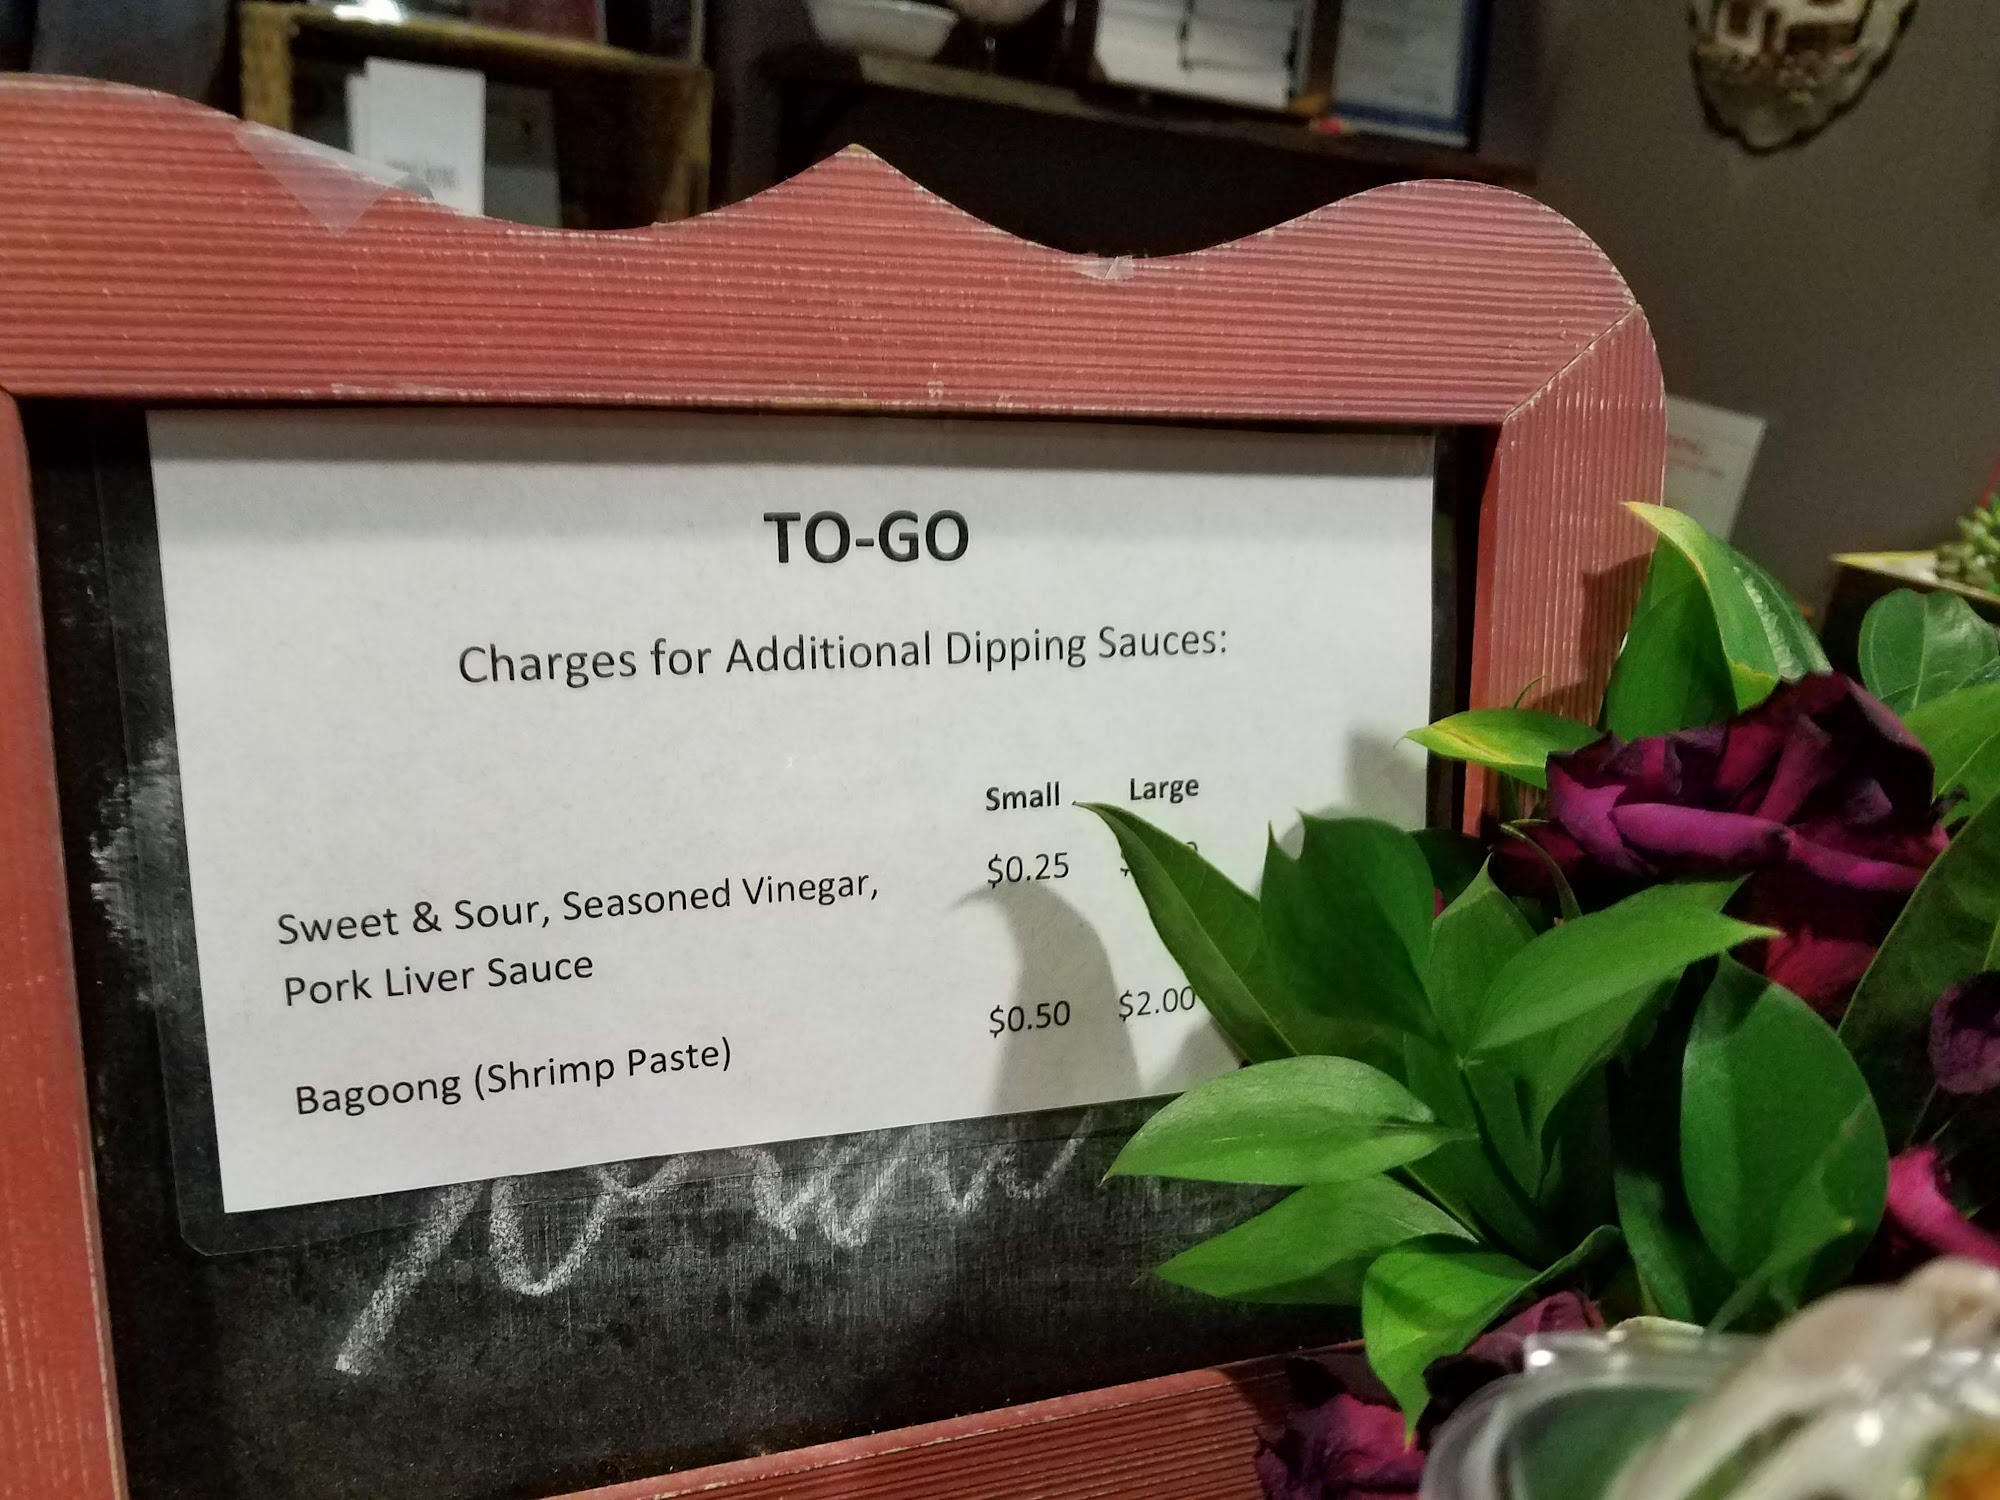 TO-GO
Charges for Additional Dipping Sauces:
Small Large
Sweet & Sour, Seasoned Vinegar, $0.25
Pork Liver Sauce
Bagoong (Shrimp Paste) $0.50 $2.00